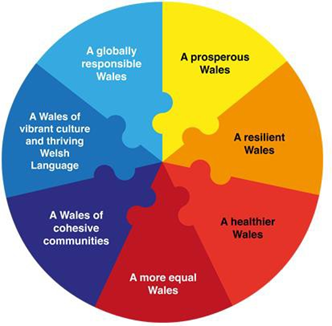 A globally
responsible
Wales
A prosperous
Wales
A resilient
Wales
A healthier
Wales
A more equal
Wales
A Wales of
cohesive
communities
A Wales of
vibrant culture
and thriving
Welsh
Language